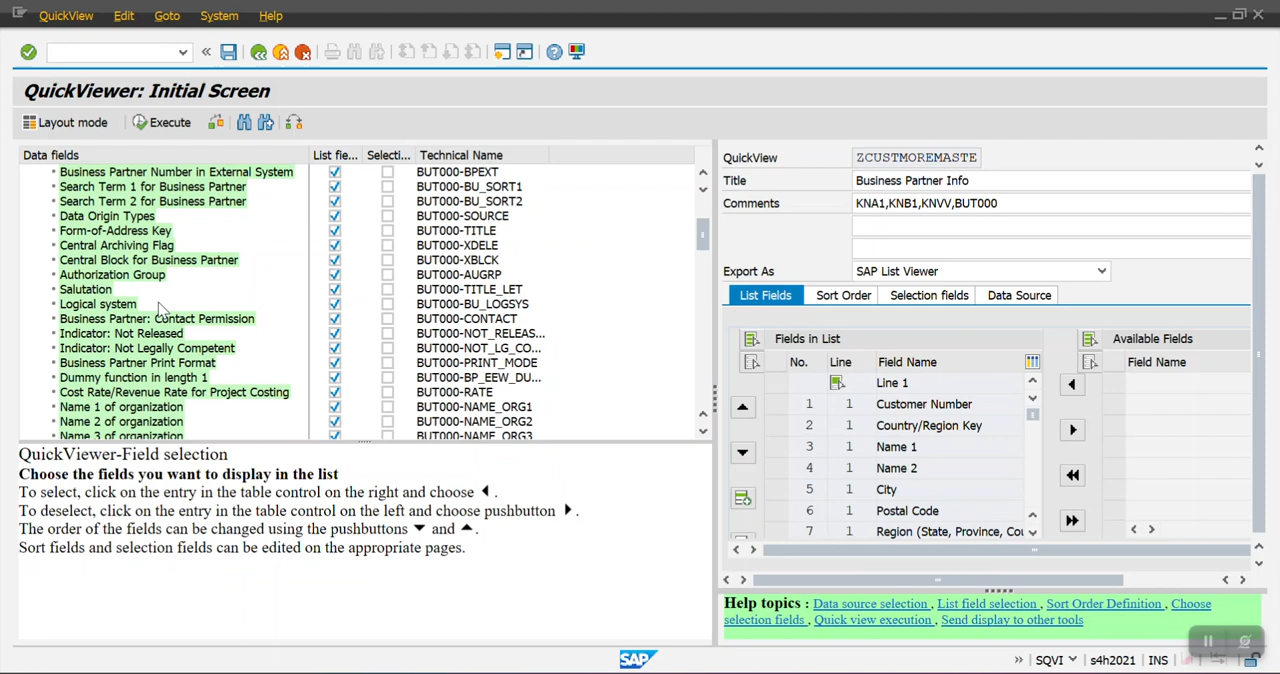 QuickView Edit Goto System Help
QuickViewer: Initial Screen
Layout mode Execute
Data fields List fie... Selecti... Technical Name
Business Partner Number in External System BUT000-BPEXT
Search Term 1 for Business Partner BUT000-BU_SORT1
Search Term 2 for Business Partner BUT000-BU_SORT2
Data Origin Types BUT000-SOURCE
Form-of-Address Key BUT000-TITLE
Central Archiving Flag BUT000-XDELE
Central Block for Business Partner BUT000-XBLCK
Authorization Group BUT000-AUGRP
Salutation BUT000-TITLE_LET
Logical system BUT000-BU_LOGSYS
Business Partner: Contact Permission BUT000-CONTACT
Indicator: Not Released BUT000-NOT_RELEAS...
Indicator: Not Legally Competent BUT000-NOT_LG_CO...
Business Partner Print Format BUT000-PRINT_MODE
Dummy function in length 1 BUT000-BP_EEW_DU...
Cost Rate/Revenue Rate for Project Costing BUT000-RATE
Name 1 of organization BUT000-NAME_ORG1
Name 2 of organization BUT000-NAME_ORG2
Name 3 of organization BUT000-NAME_ORG3
QuickViewer-Field selection
Choose the fields you want to display in the list
To select, click on the entry in the table control on the right and choose ◀ .
To deselect, click on the entry in the table control on the left and choose pushbutton ▶ .
The order of the fields can be changed using the pushbuttons ▼ and ▲ .
Sort fields and selection fields can be edited on the appropriate pages.
QuickView ZCUSTMOREMASTE
Title Business Partner Info
Comments KNA1,KNB1,KNVV,BUT000
Export As SAP List Viewer
List Fields Sort Order Selection fields Data Source
Fields in List Available Fields
No. Line Field Name Field Name
Line 1
1 1 Customer Number
2 1 Country/Region Key
3 1 Name 1
4 1 Name 2
5 1 City
6 1 Postal Code
7 1 Region (State, Province, Cou
Help topics : Data source selection , List field selection , Sort Order Definition , Choose
selection fields , Quick view execution , Send display to other tools
SAP » SQVI s4h2021 INS